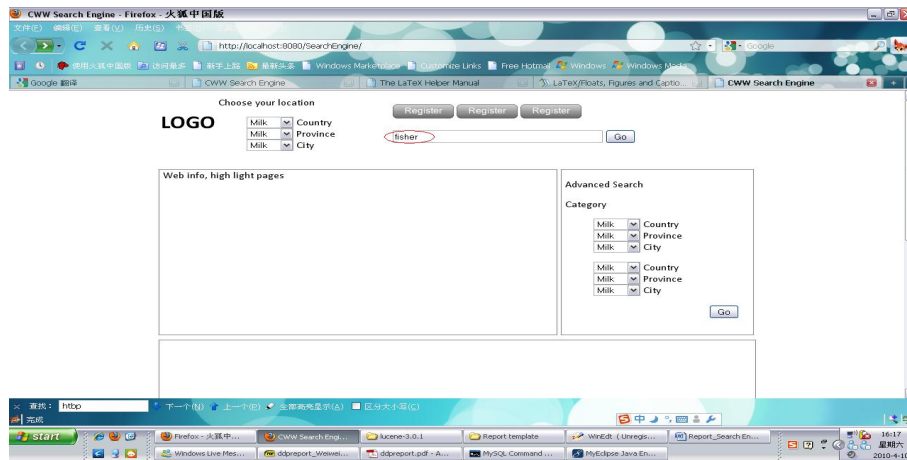 CWW Search Engine - Firefox - 火狐中国版
文件(F) 编辑(E) 查看(V) 历史(S)
http://localhost:8080/SearchEngine/
Google
使用火狐中国版 访问最多 新手上路 最新头条 Windows Marketplace Customize Links Free Hotmail Windows Windows Media
Google 翻译 CWW Search Engine The LaTeX Helper Manual LaTeX/Floats, Figures and Captio... CWW Search Engine
Choose your location
Register Register Register
LOGO
Milk Country
Milk Province
Milk City
fisher Go
Web info, high light pages
Advanced Search
Category
Milk Country
Milk Province
Milk City
Milk Country
Milk Province
Milk City
Go
查找: htbp 下一个(N) 上一个(P) 全部高亮显示(A) 区分大小写(C)
完成
中
start Firefox - 火狐中... CWW Search Engi... lucene-3.0.1 Report template WinEdt (Unregis... Report_Search En... 16:17
Windows Live Mes... ddpreport_Weiwei... ddpreport.pdf - A... MySQL Command ... MyEclipse Java En... 星期六
2010-4-10